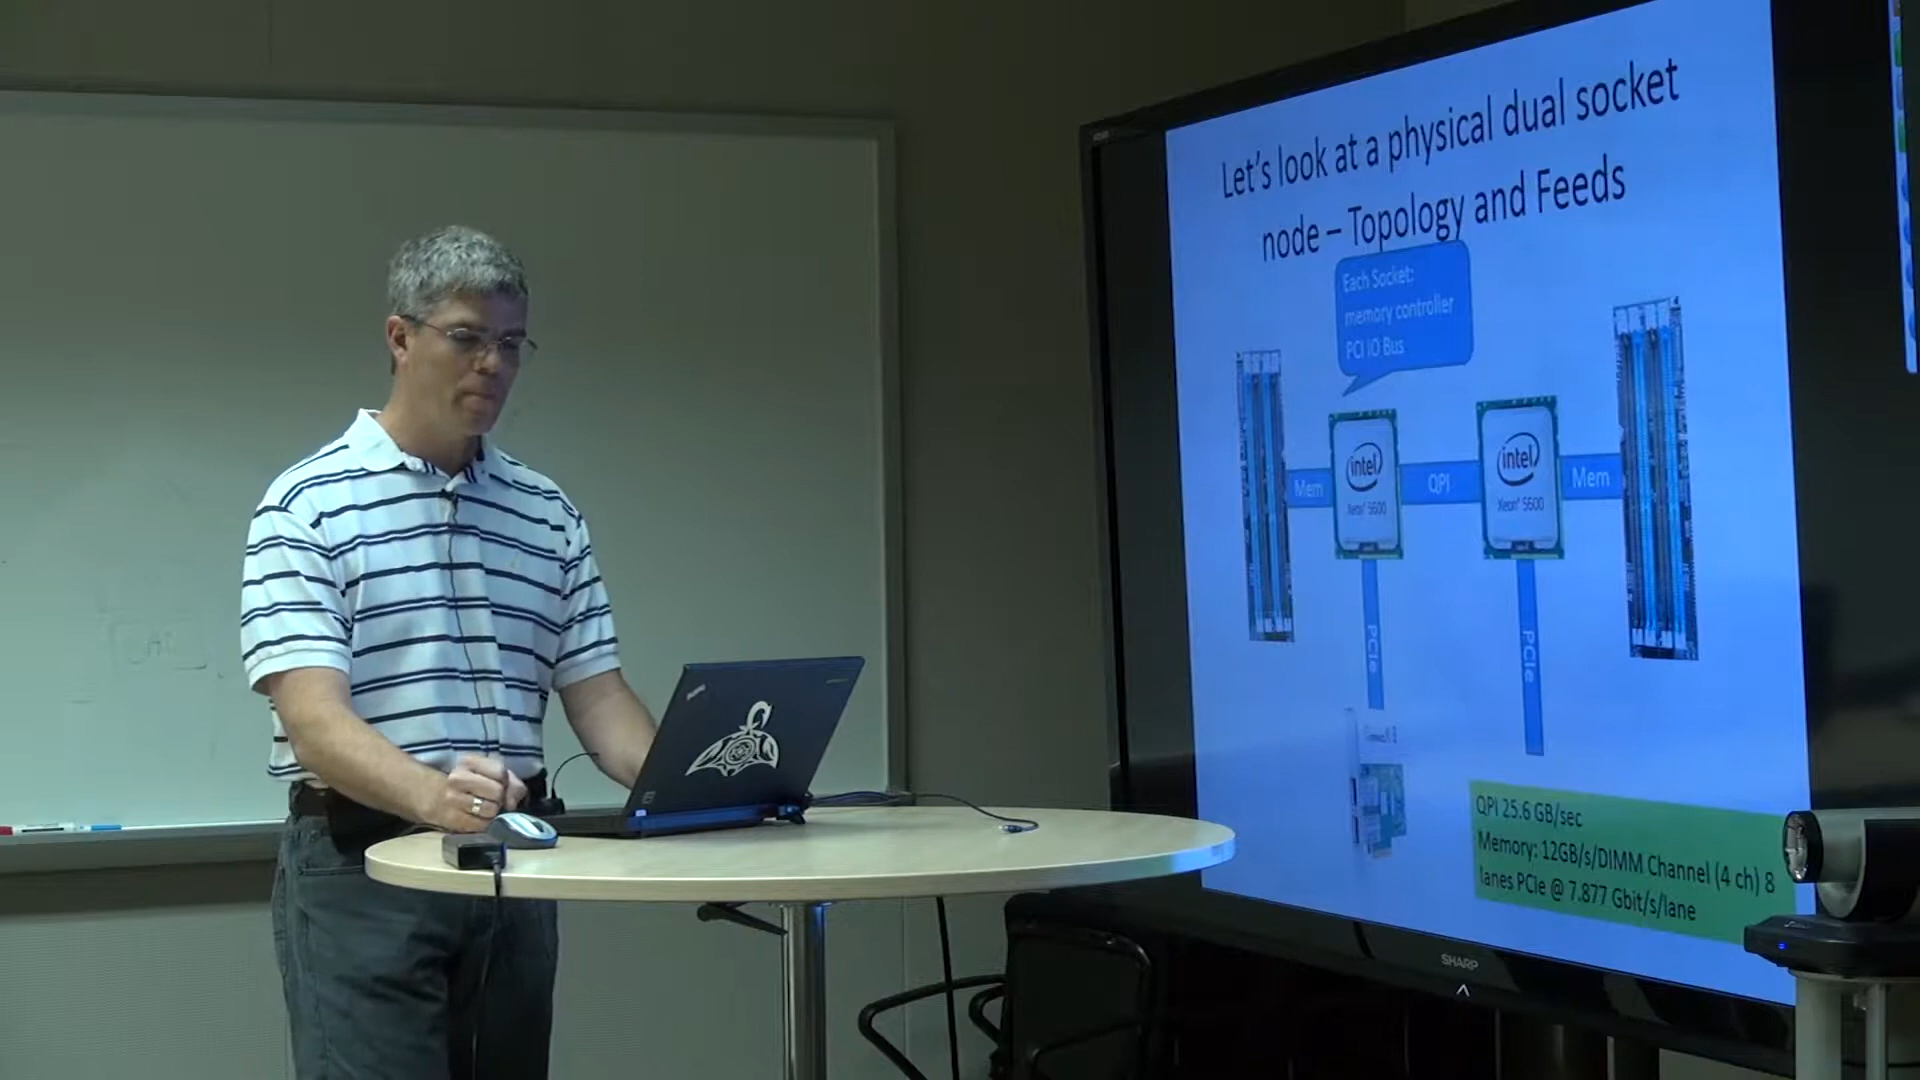 Let's look at a physical dual socket
node – Topology and Feeds
Each Socket:
memory controller
PCI IO Bus
Mem
intel
Xeon® 5600
QPI
intel
Xeon® 5600
Mem
PCIe
PCIe
QPI 25.6 GB/sec
Memory: 12GB/s/DIMM Channel (4 ch) 8
lanes PCIe @ 7.877 Gbit/s/lane
SHARP